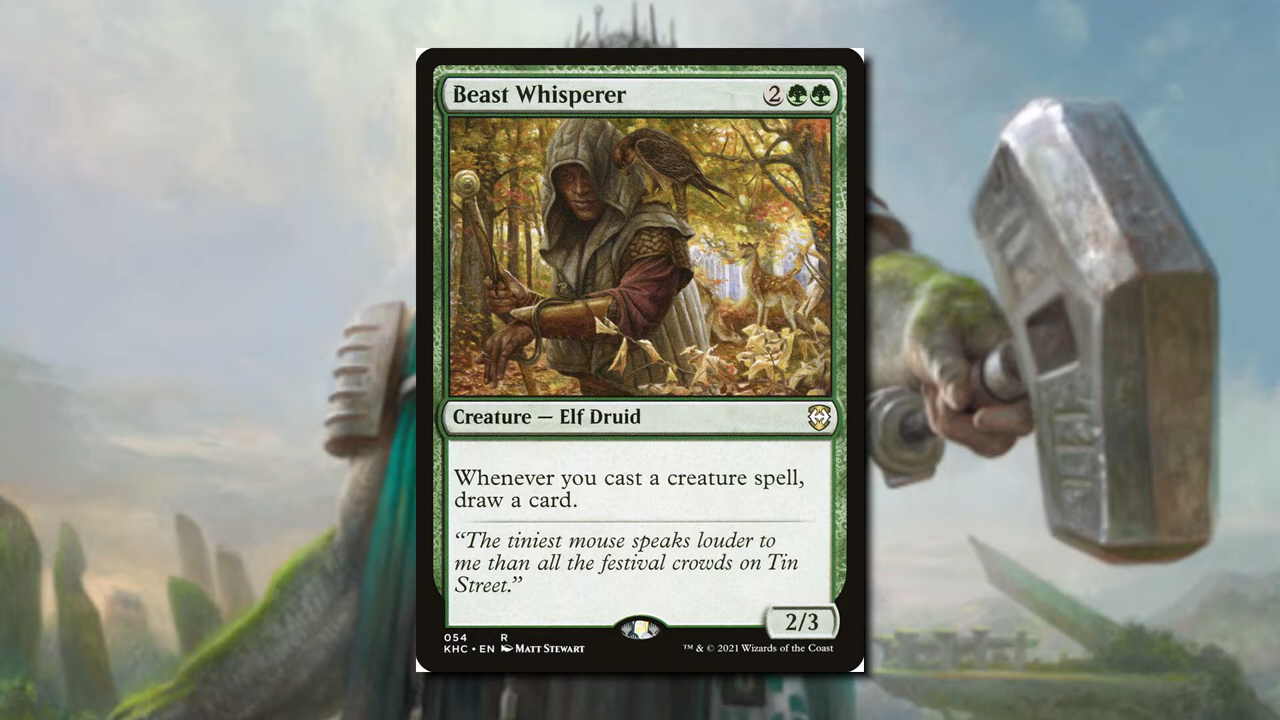 Beast Whisperer 2
Creature — Elf Druid
Whenever you cast a creature spell,
draw a card.
“The tiniest mouse speaks louder to
me than all the festival crowds on Tin
Street.”
2/3
054 R
KHC • EN Matt Stewart ™ & © 2021 Wizards of the Coast